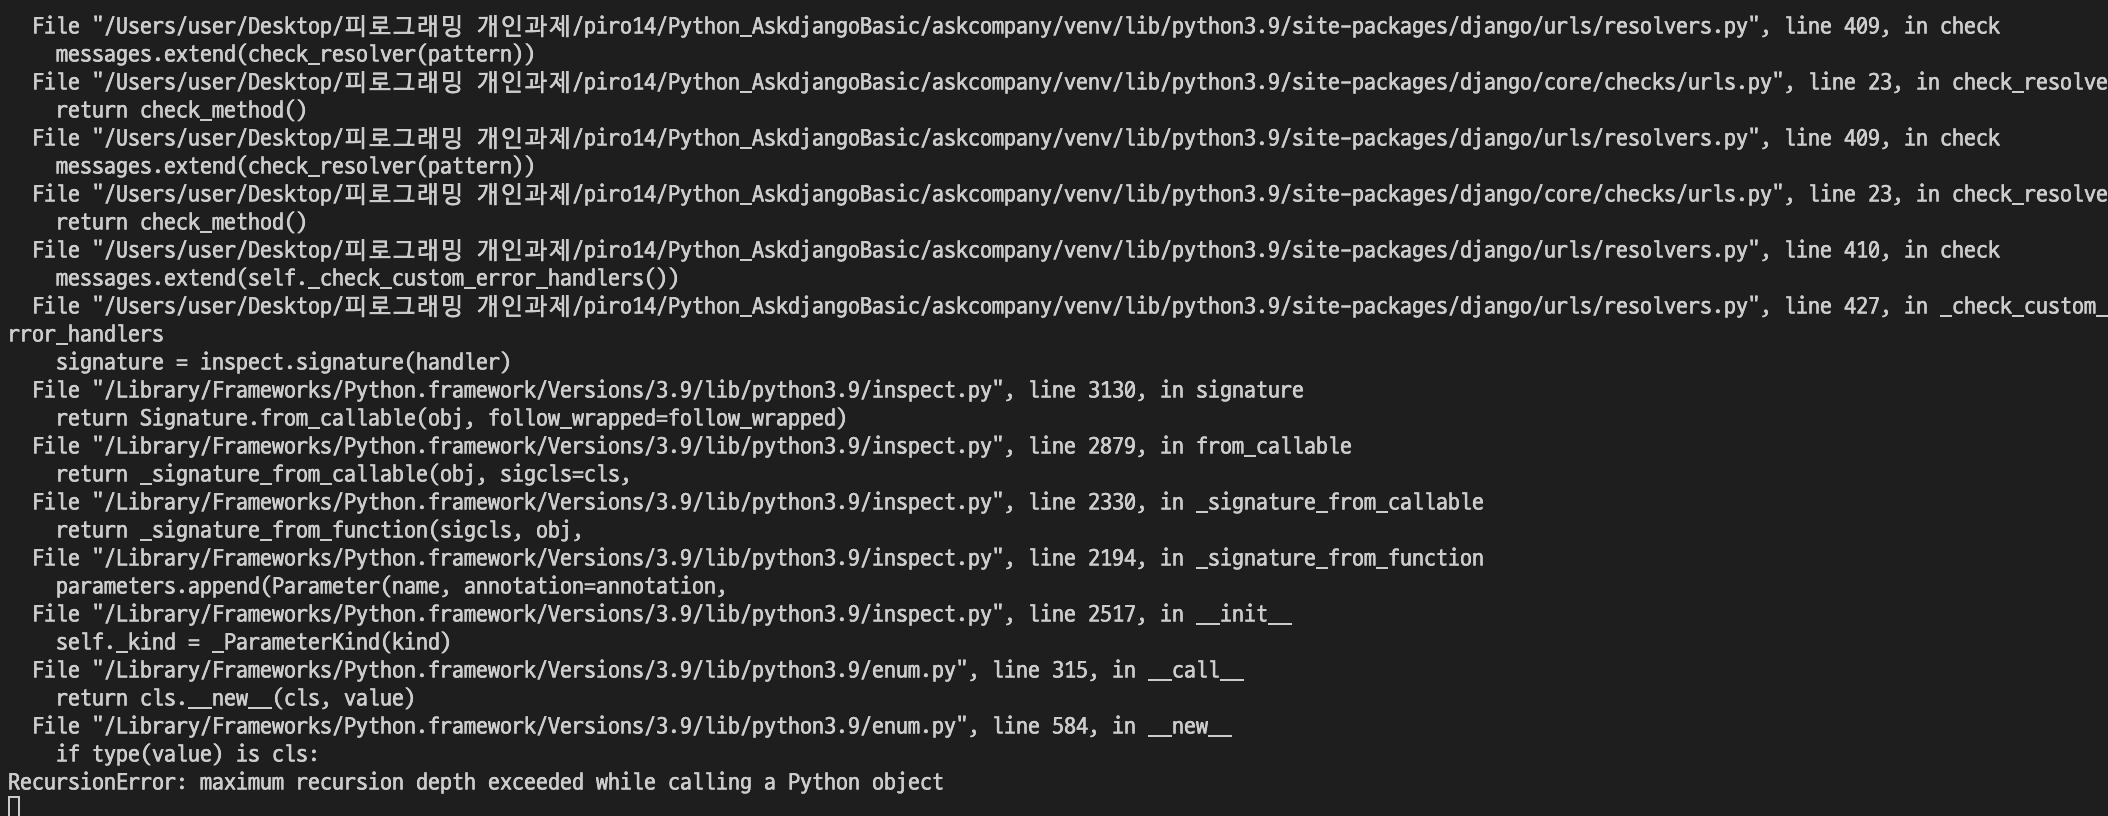 File "/Users/user/Desktop/피로그래밍 개인과제/piro14/Python_AskdjangoBasic/askcompany/venv/lib/python3.9/site-packages/django/urls/resolvers.py", line 409, in check
messages.extend(check_resolver(pattern))
File "/Users/user/Desktop/피로그래밍 개인과제/piro14/Python_AskdjangoBasic/askcompany/venv/lib/python3.9/site-packages/django/core/checks/urls.py", line 23, in check_resolve
return check_method()
File "/Users/user/Desktop/피로그래밍 개인과제/piro14/Python_AskdjangoBasic/askcompany/venv/lib/python3.9/site-packages/django/urls/resolvers.py", line 409, in check
messages.extend(check_resolver(pattern))
File "/Users/user/Desktop/피로그래밍 개인과제/piro14/Python_AskdjangoBasic/askcompany/venv/lib/python3.9/site-packages/django/core/checks/urls.py", line 23, in check_resolve
return check_method()
File "/Users/user/Desktop/피로그래밍 개인과제/piro14/Python_AskdjangoBasic/askcompany/venv/lib/python3.9/site-packages/django/urls/resolvers.py", line 410, in check
messages.extend(self._check_custom_error_handlers())
File "/Users/user/Desktop/피로그래밍 개인과제/piro14/Python_AskdjangoBasic/askcompany/venv/lib/python3.9/site-packages/django/urls/resolvers.py", line 427, in _check_custom_
rror_handlers
signature = inspect.signature(handler)
File "/Library/Frameworks/Python.framework/Versions/3.9/lib/python3.9/inspect.py", line 3130, in signature
return Signature.from_callable(obj, follow_wrapped=follow_wrapped)
File "/Library/Frameworks/Python.framework/Versions/3.9/lib/python3.9/inspect.py", line 2879, in from_callable
return _signature_from_callable(obj, sigcls=cls,
File "/Library/Frameworks/Python.framework/Versions/3.9/lib/python3.9/inspect.py", line 2330, in _signature_from_callable
return _signature_from_function(sigcls, obj,
File "/Library/Frameworks/Python.framework/Versions/3.9/lib/python3.9/inspect.py", line 2194, in _signature_from_function
parameters.append(Parameter(name, annotation=annotation,
File "/Library/Frameworks/Python.framework/Versions/3.9/lib/python3.9/inspect.py", line 2517, in __init__
self._kind = _ParameterKind(kind)
File "/Library/Frameworks/Python.framework/Versions/3.9/lib/python3.9/enum.py", line 315, in __call__
return cls.__new__(cls, value)
File "/Library/Frameworks/Python.framework/Versions/3.9/lib/python3.9/enum.py", line 584, in __new__
if type(value) is cls:
RecursionError: maximum recursion depth exceeded while calling a Python object